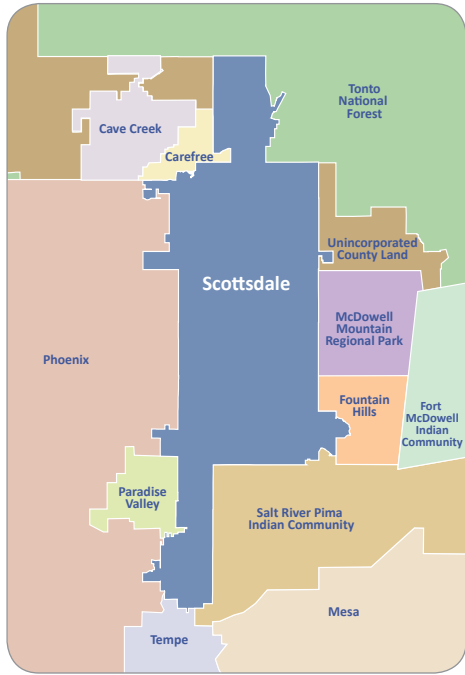 Tonto
National
Forest
Cave Creek
Carefree
Unincorporated
County Land
Scottsdale
McDowell
Mountain
Regional Park
Phoenix
Fountain
Hills
Fort
McDowell
Indian
Community
Paradise
Valley
Salt River Pima
Indian Community
Mesa
Tempe